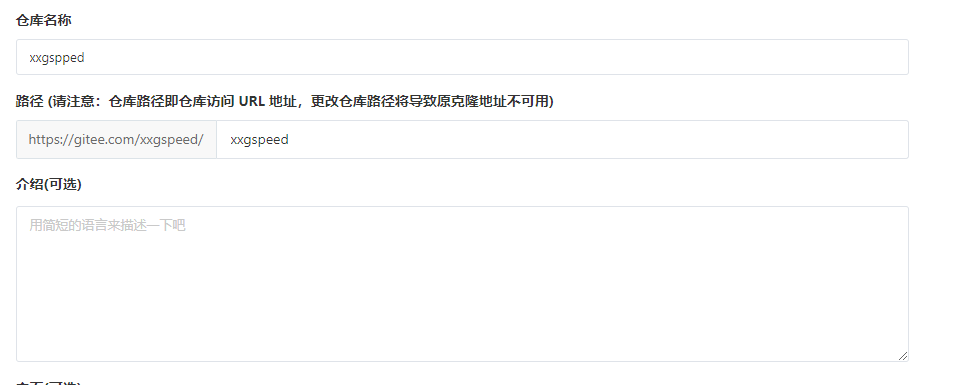 仓库名称
xxgspped
路径 (请注意：仓库路径即仓库访问 URL 地址，更改仓库路径将导致原克隆地址不可用)
https://gitee.com/xxgspeed/ xxgspeed
介绍(可选)
用简短的语言来描述一下吧